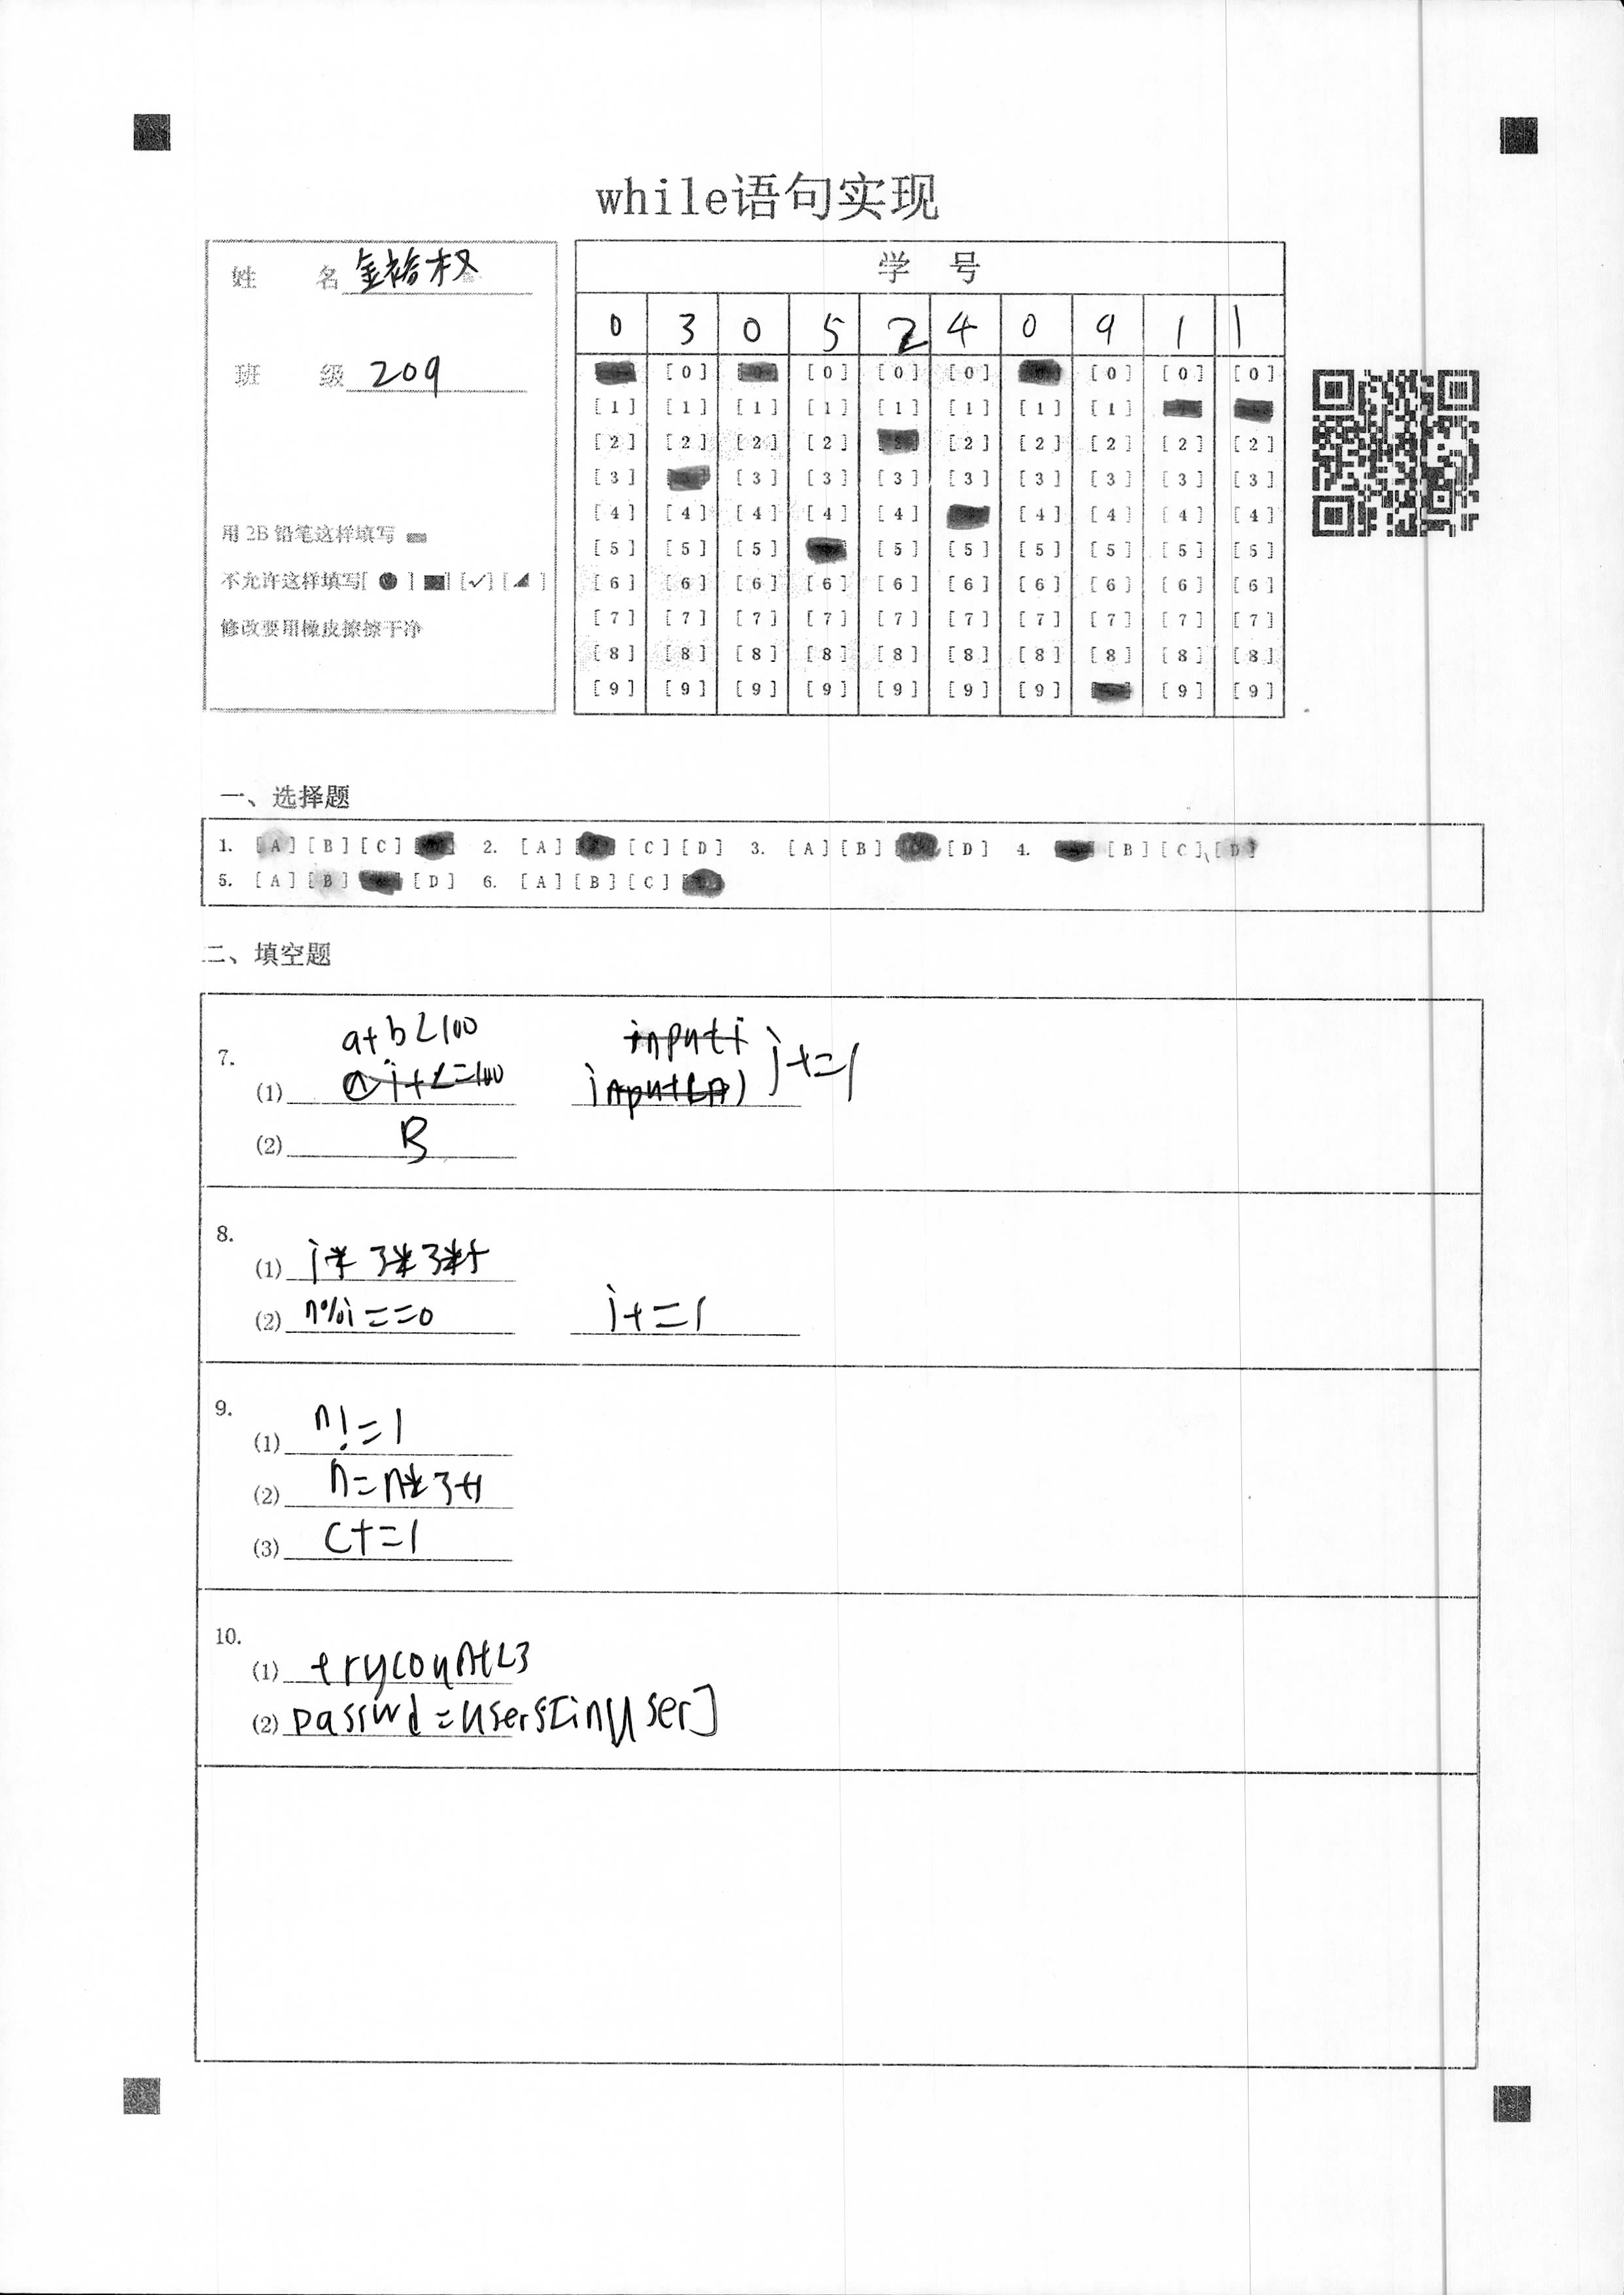 while语句实现
姓 名 金裕权
班 级 209
用 2B 铅笔这样填写
不允许这样填写[ ● ] [■] [✓] [◢ ]
修改要用橡皮擦擦干净
学 号
0 3 0 5 2 4 0 9 1 1
[0] [0] [0] [0] [0] [0] [0]
[1] [1] [1] [1] [1] [1] [1] [1]
[2] [2] [2] [2] [2] [2] [2] [2] [2]
[3] [3] [3] [3] [3] [3] [3] [3] [3]
[4] [4] [4] [4] [4] [4] [4] [4] [4]
[5] [5] [5] [5] [5] [5] [5] [5] [5]
[6] [6] [6] [6] [6] [6] [6] [6] [6] [6]
[7] [7] [7] [7] [7] [7] [7] [7] [7] [7]
[8] [8] [8] [8] [8] [8] [8] [8] [8] [8]
[9] [9] [9] [9] [9] [9] [9] [9] [9]
一、选择题
1. [A] [B] [C] 2. [A] [C] [D] 3. [A] [B] [D] 4. [B] [C] [D]
5. [A] [B] [D] 6. [A] [B] [C]
二、填空题
7.
a+b<100
(1) i+=1
(2) B
8.
(1) i*3*3*5
(2) n%i==0 i+=1
9.
(1) n!=1
(2) n=n*3+1
(3) c+=1
10.
(1) trycount<3
(2) passwd=users[inuser]